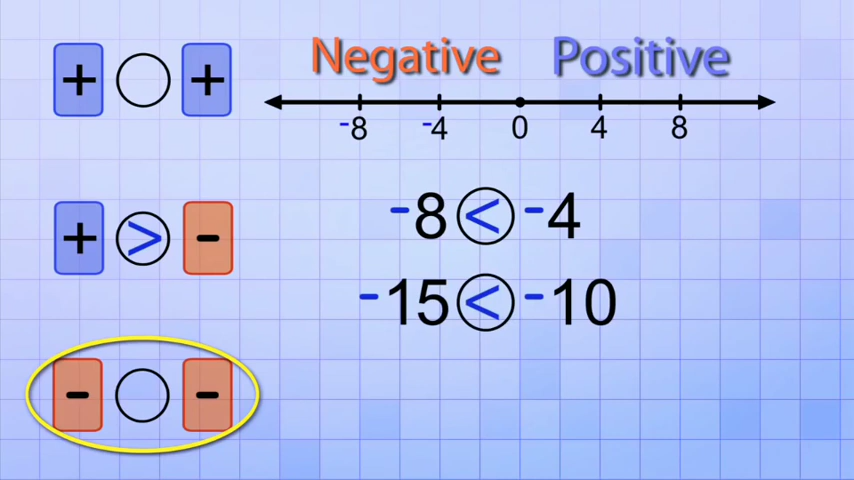 Negative Positive
+ +
-8 -4 0 4 8
+ > -
-8 < -4
-15 < -10
- -